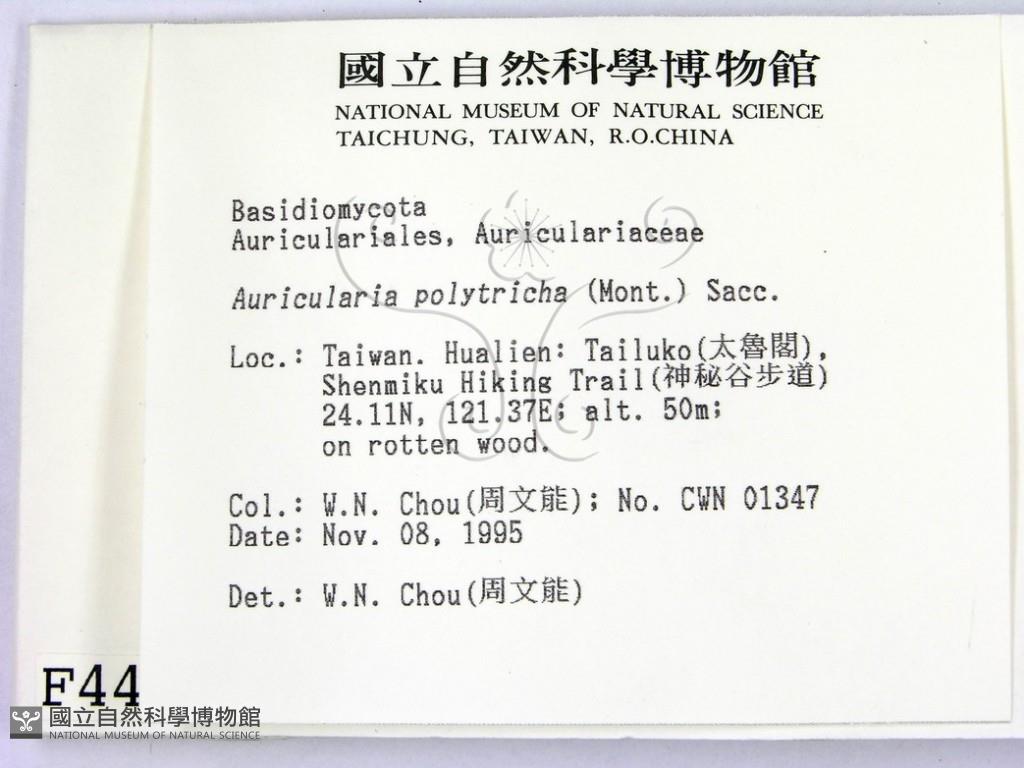 國立自然科學博物館
NATIONAL MUSEUM OF NATURAL SCIENCE
TAICHUNG, TAIWAN, R.O.CHINA
Basidiomycota
Auriculariales, Auriculariaceae
Auricularia polytricha (Mont.) Sacc.
Loc.: Taiwan. Hualien: Tailuko(太魯閣),
Shenmiku Hiking Trail(神秘谷步道)
24.11N, 121.37E; alt. 50m;
on rotten wood.
Col.: W.N. Chou(周文能); No. CWN 01347
Date: Nov. 08, 1995
Det.: W.N. Chou(周文能)
F44
國立自然科學博物館
NATIONAL MUSEUM OF NATURAL SCIENCE